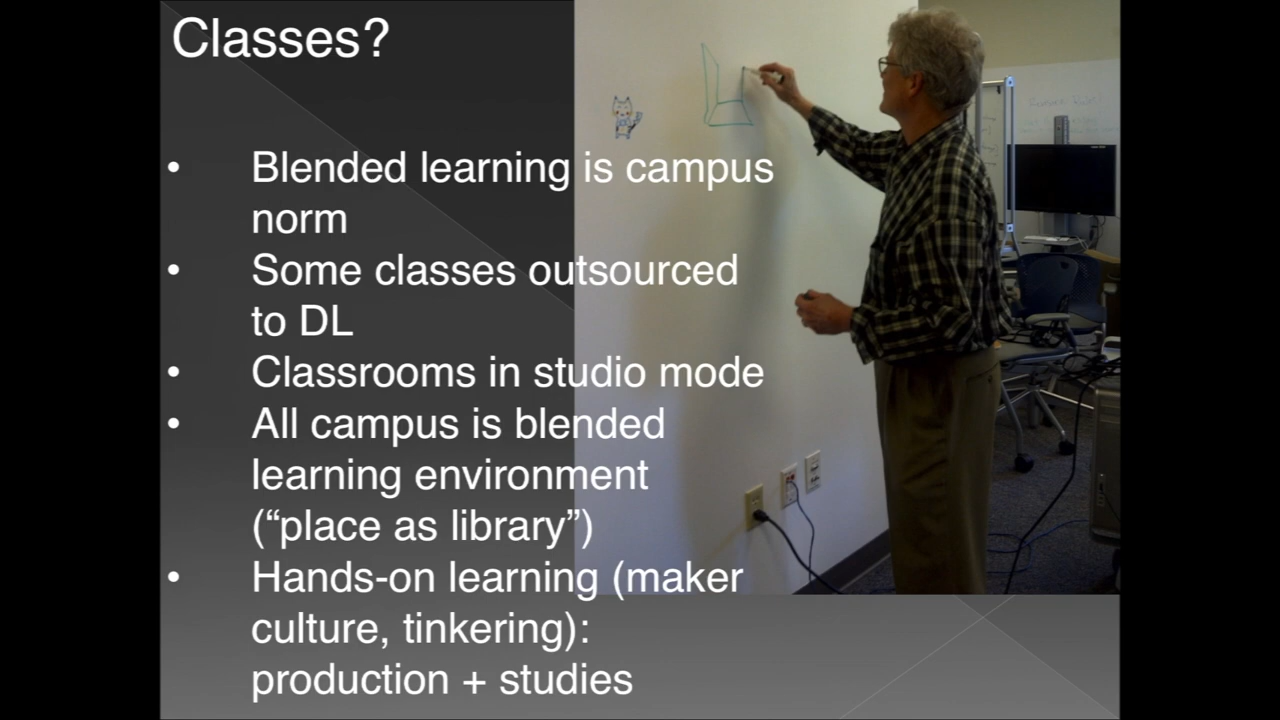 Classes?
• Blended learning is campus
norm
• Some classes outsourced
to DL
• Classrooms in studio mode
• All campus is blended
learning environment
(“place as library”)
• Hands-on learning (maker
culture, tinkering):
production + studies